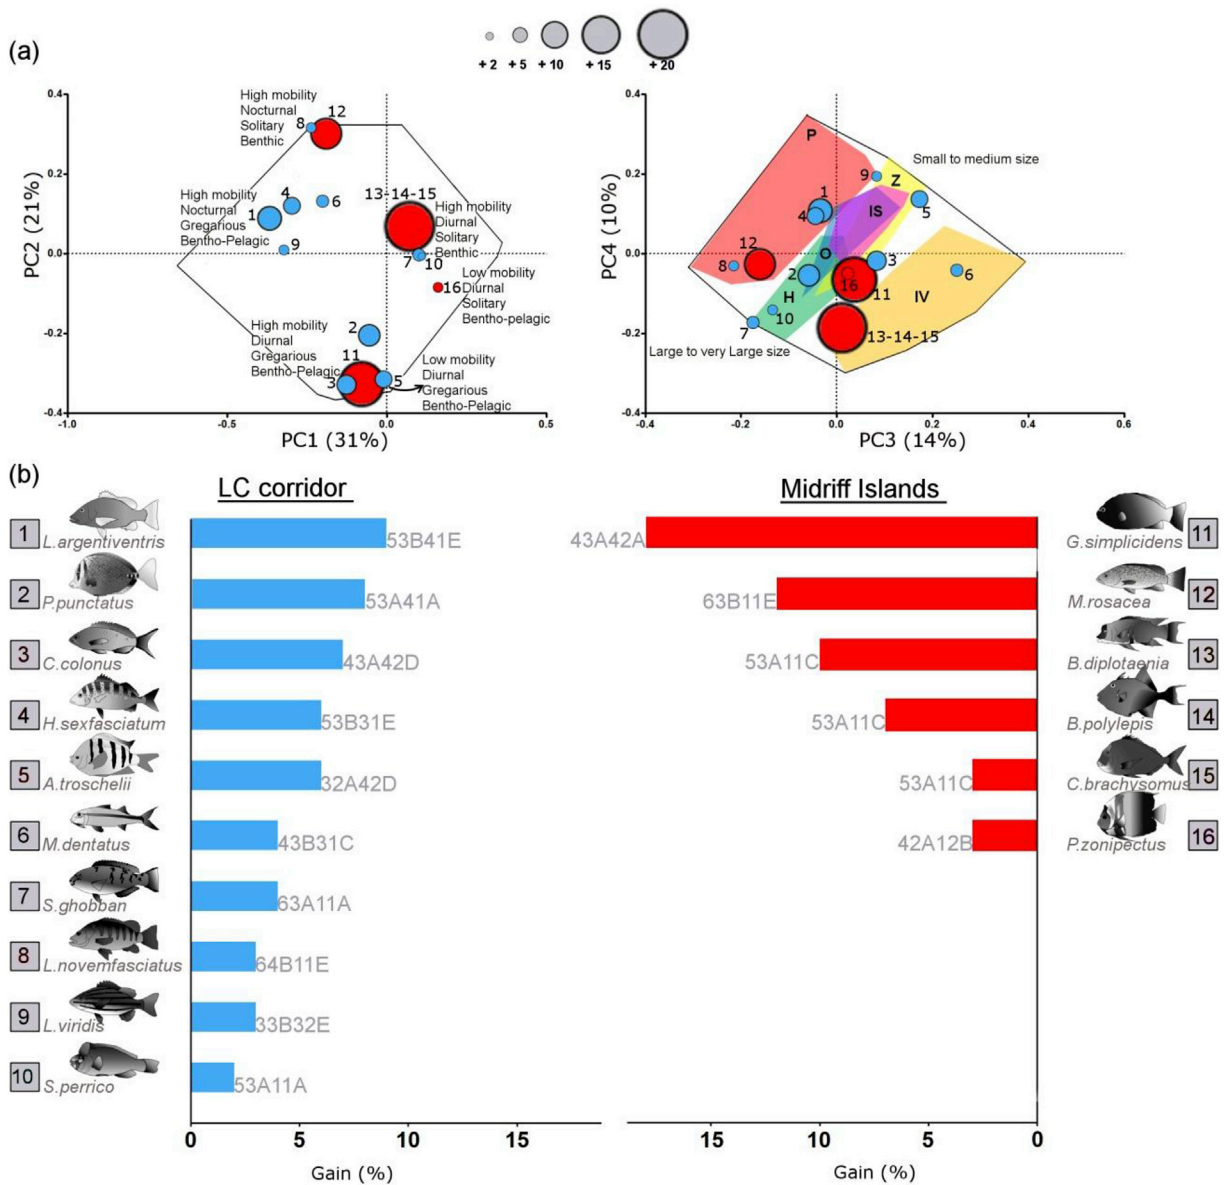 (a)
+ 2 + 5 + 10 + 15 + 20
0.4
0.2
0.0
-0.2
-0.4
PC2 (21%)
-1.0 -0.5 0.0 0.5
PC1 (31%)
High mobility
Nocturnal
Solitary
Benthic
8 12
High mobility
Nocturnal
Gregarious
Bentho-Pelagic
1 4 6 9
13-14-15
High mobility
Diurnal
Solitary
Benthic
7 10
16
Low mobility
Diurnal
Solitary
Bentho-pelagic
High mobility
Diurnal
Gregarious
Bentho-Pelagic
2
11
3 5
Low mobility
Diurnal
Gregarious
Bentho-Pelagic
0.4
0.2
0.0
-0.2
-0.4
PC4 (10%)
-0.4 -0.2 0.0 0.2 0.4 0.6
PC3 (14%)
P
Small to medium size
9 Z
1
4 IS 5
12 O 3
8 2 16 6
H 11 IV
10
7 13-14-15
Large to very Large size
(b)
LC corridor
1 L.argentiventris 53B41E
2 P.punctatus 53A41A
3 C.colonus 43A42D
4 H.sexfasciatum 53B31E
5 A.troschelii 32A42D
6 M.dentatus 43B31C
7 S.ghobban 63A11A
8 L.novemfasciatus 64B11E
9 L.viridis 33B32E
10 S.perrico 53A11A
0 5 10 15
Gain (%)
Midriff Islands
43A42A G.simplicidens 11
63B11E M.rosacea 12
53A11C B.diplotaenia 13
53A11C B.polylepis 14
53A11C C.brachysomus 15
42A12B P.zonipectus 16
15 10 5 0
Gain (%)